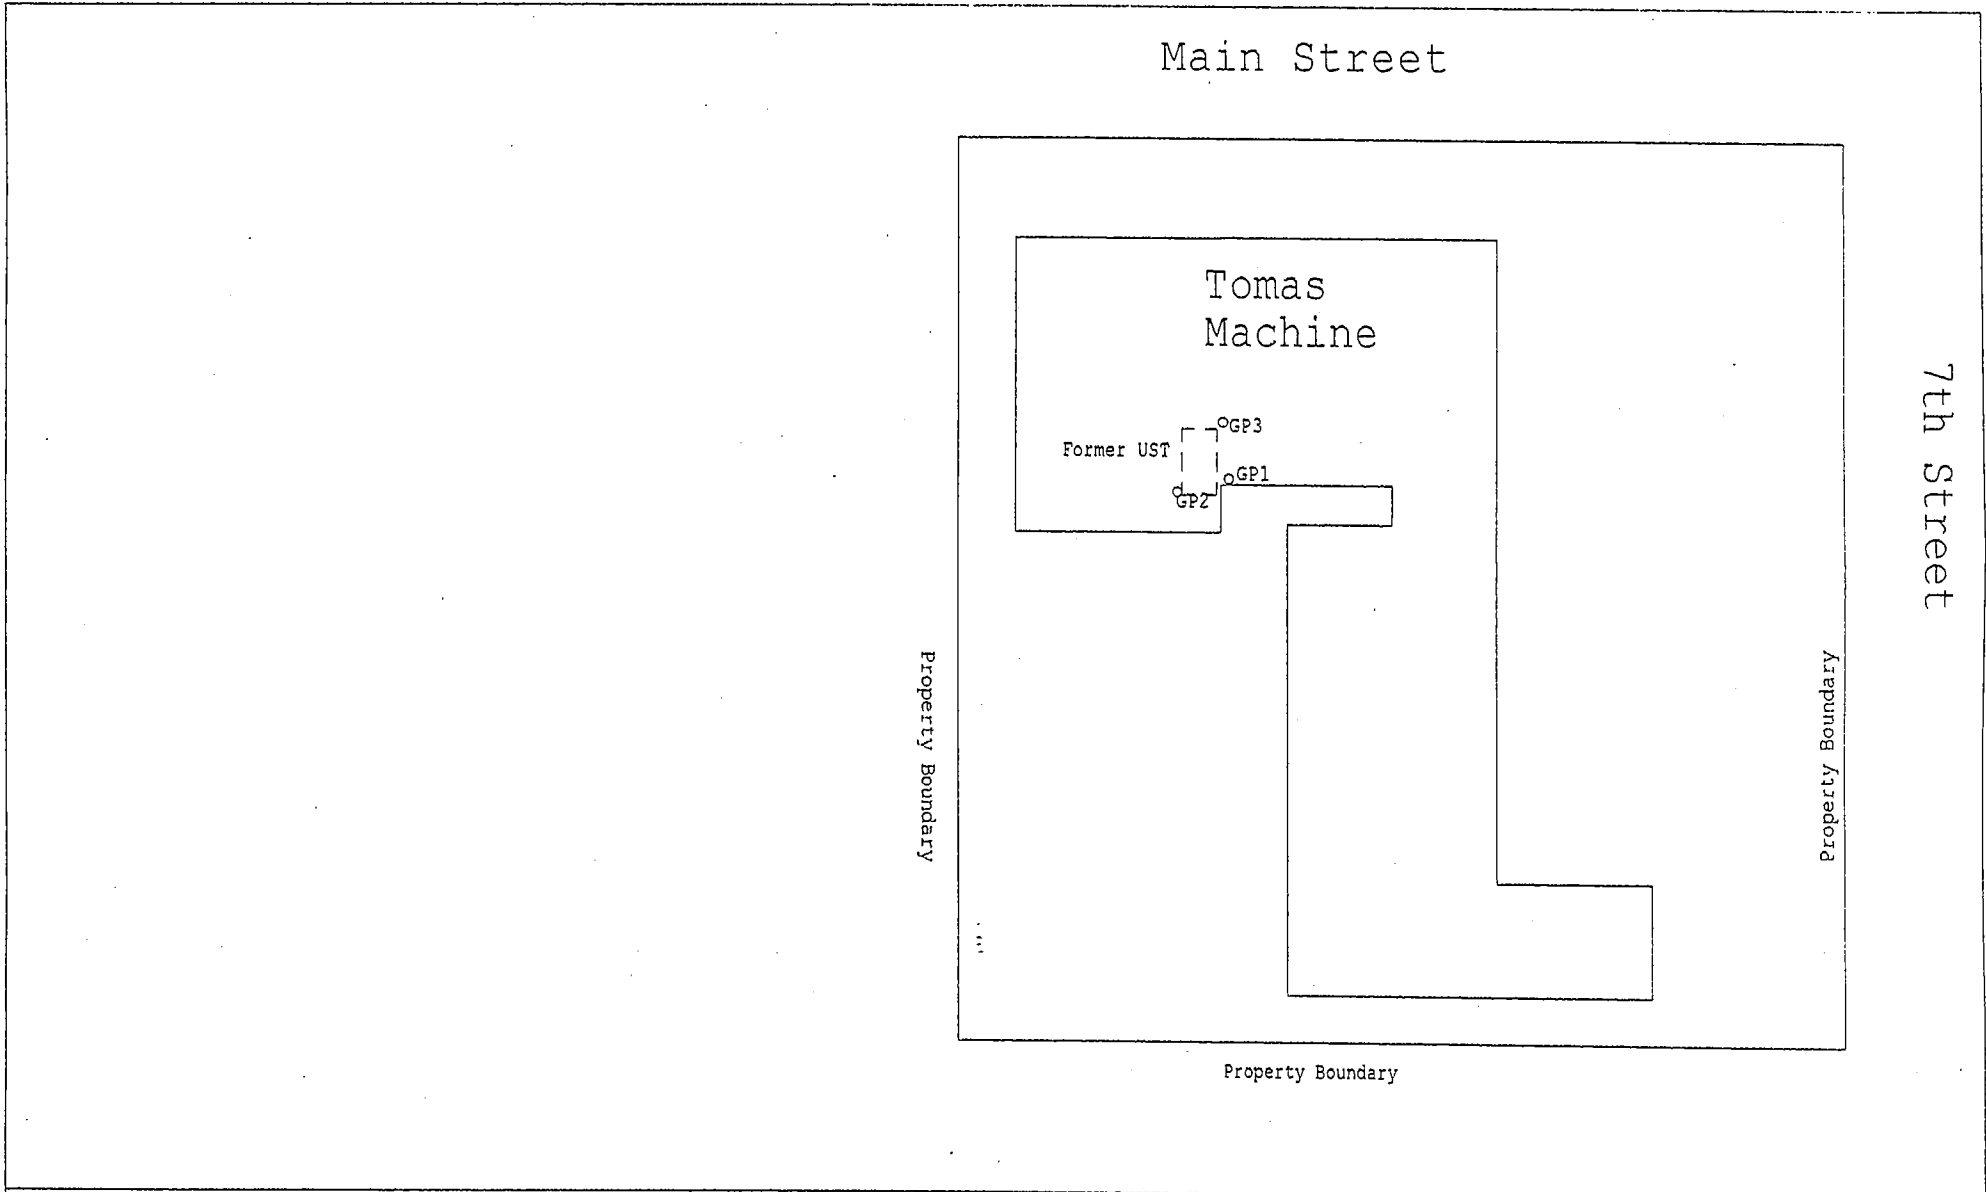 Main Street
Tomas
Machine
7th Street
GP3
Former UST
GP1
GP2
Property Boundary
Property Boundary
Property Boundary